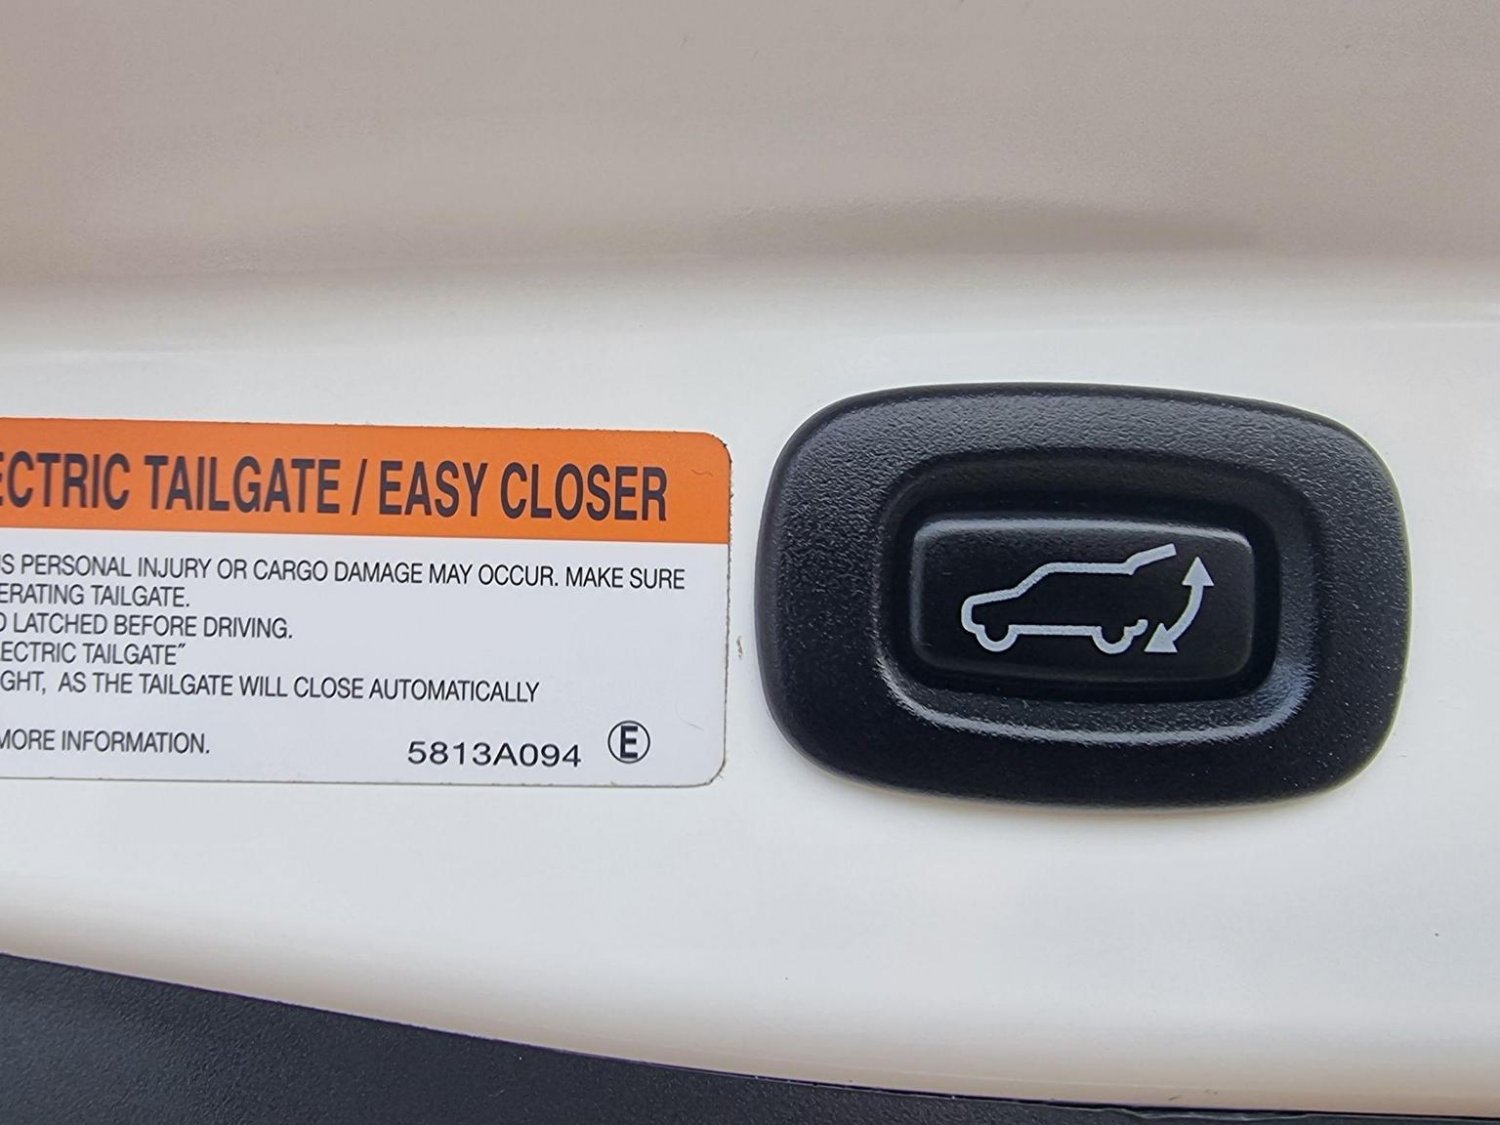 ECTRIC TAILGATE / EASY CLOSER
S PERSONAL INJURY OR CARGO DAMAGE MAY OCCUR. MAKE SURE
ERATING TAILGATE.
D LATCHED BEFORE DRIVING.
ECTRIC TAILGATE"
GHT, AS THE TAILGATE WILL CLOSE AUTOMATICALLY
MORE INFORMATION.
5813A094 E